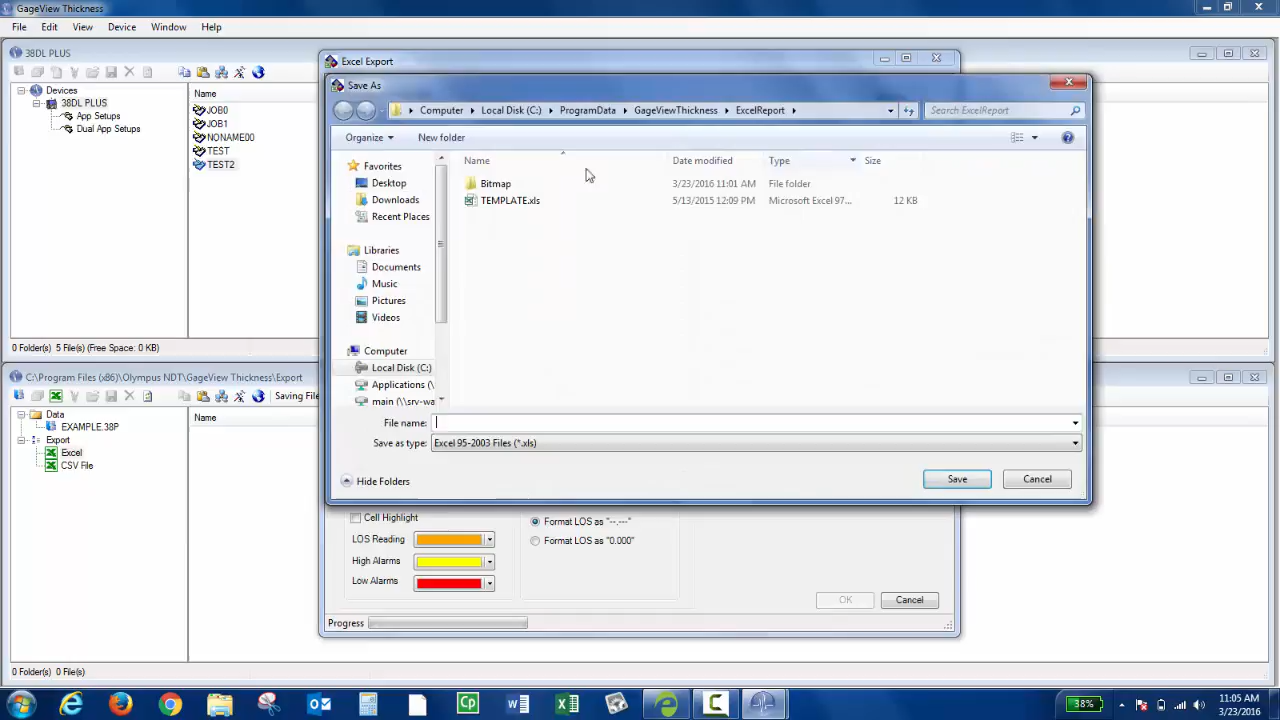 GageView Thickness
File Edit View Device Window Help
38DL PLUS
Devices
38DL PLUS
App Setups
Dual App Setups
Name
JOB0
JOB1
NONAME00
TEST
TEST2
0 Folder(s) 5 File(s) (Free Space: 0 KB)
Excel Export
Save As
Computer Local Disk (C:) ProgramData GageViewThickness ExcelReport
Search ExcelReport
Organize New folder
Favorites
Desktop
Downloads
Recent Places
Libraries
Documents
Music
Pictures
Videos
Computer
Local Disk (C:)
Applications (\
Name Date modified Type Size
Bitmap 3/23/2016 11:01 AM File folder
TEMPLATE.xls 5/13/2015 12:09 PM Microsoft Excel 97... 12 KB
File name:
Save as type: Excel 95-2003 Files (*.xls)
Hide Folders
Save Cancel
C:\Program Files (x86)\Olympus NDT\GageView Thickness\Export
Saving File
Data
EXAMPLE.38P
Export
Excel
CSV File
Name
Cell Highlight
LOS Reading
High Alarms
Low Alarms
Format LOS as "--.---"
Format LOS as "0.000"
OK Cancel
Progress
0 Folder(s) 0 File(s)
38%
11:05 AM
3/23/2016